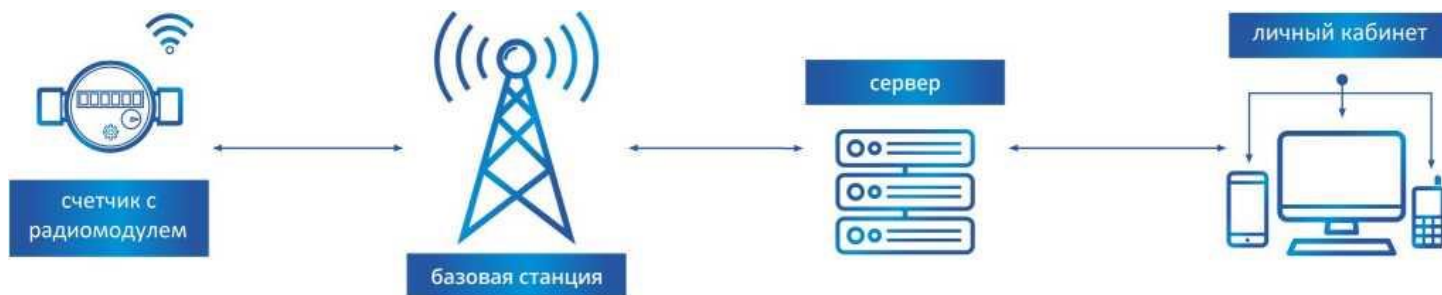 счетчик с
радиомодулем
базовая станция
сервер
личный кабинет